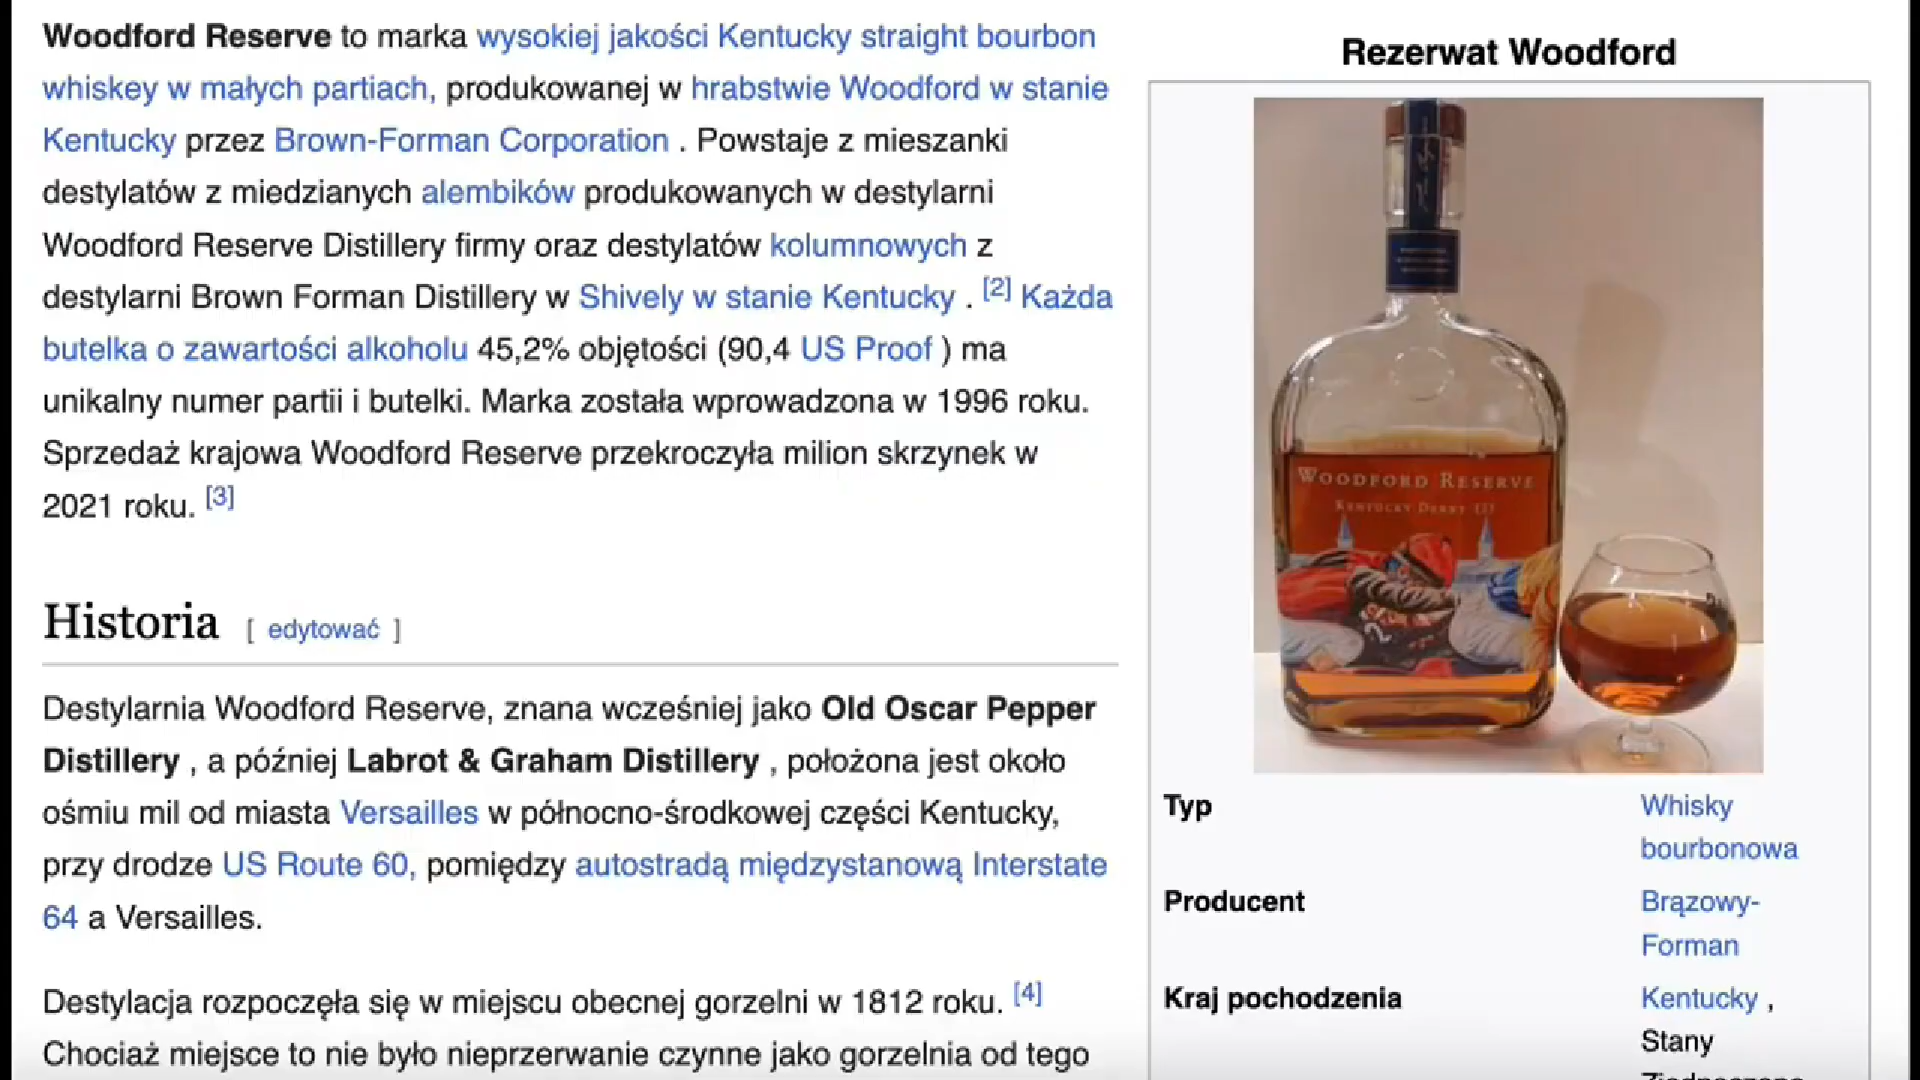 Woodford Reserve to marka wysokiej jakości Kentucky straight bourbon
whiskey w małych partiach, produkowanej w hrabstwie Woodford w stanie
Kentucky przez Brown-Forman Corporation . Powstaje z mieszanki
destylatów z miedzianych alembików produkowanych w destylarni
Woodford Reserve Distillery firmy oraz destylatów kolumnowych z
destylarni Brown Forman Distillery w Shively w stanie Kentucky . [2] Każda
butelka o zawartości alkoholu 45,2% objętości (90,4 US Proof ) ma
unikalny numer partii i butelki. Marka została wprowadzona w 1996 roku.
Sprzedaż krajowa Woodford Reserve przekroczyła milion skrzynek w
2021 roku. [3]
Historia [ edytować ]
Destylarnia Woodford Reserve, znana wcześniej jako Old Oscar Pepper
Distillery , a później Labrot & Graham Distillery , położona jest około
ośmiu mil od miasta Versailles w północno-środkowej części Kentucky,
przy drodze US Route 60, pomiędzy autostradą międzystanową Interstate
64 a Versailles.
Destylacja rozpoczęła się w miejscu obecnej gorzelni w 1812 roku. [4]
Chociaż miejsce to nie było nieprzerwanie czynne jako gorzelnia od tego
Rezerwat Woodford
WOODFORD RESERVE
KENTUCKY DERBY
Typ Whisky
bourbonowa
Producent Brązowy-
Forman
Kraj pochodzenia Kentucky ,
Stany